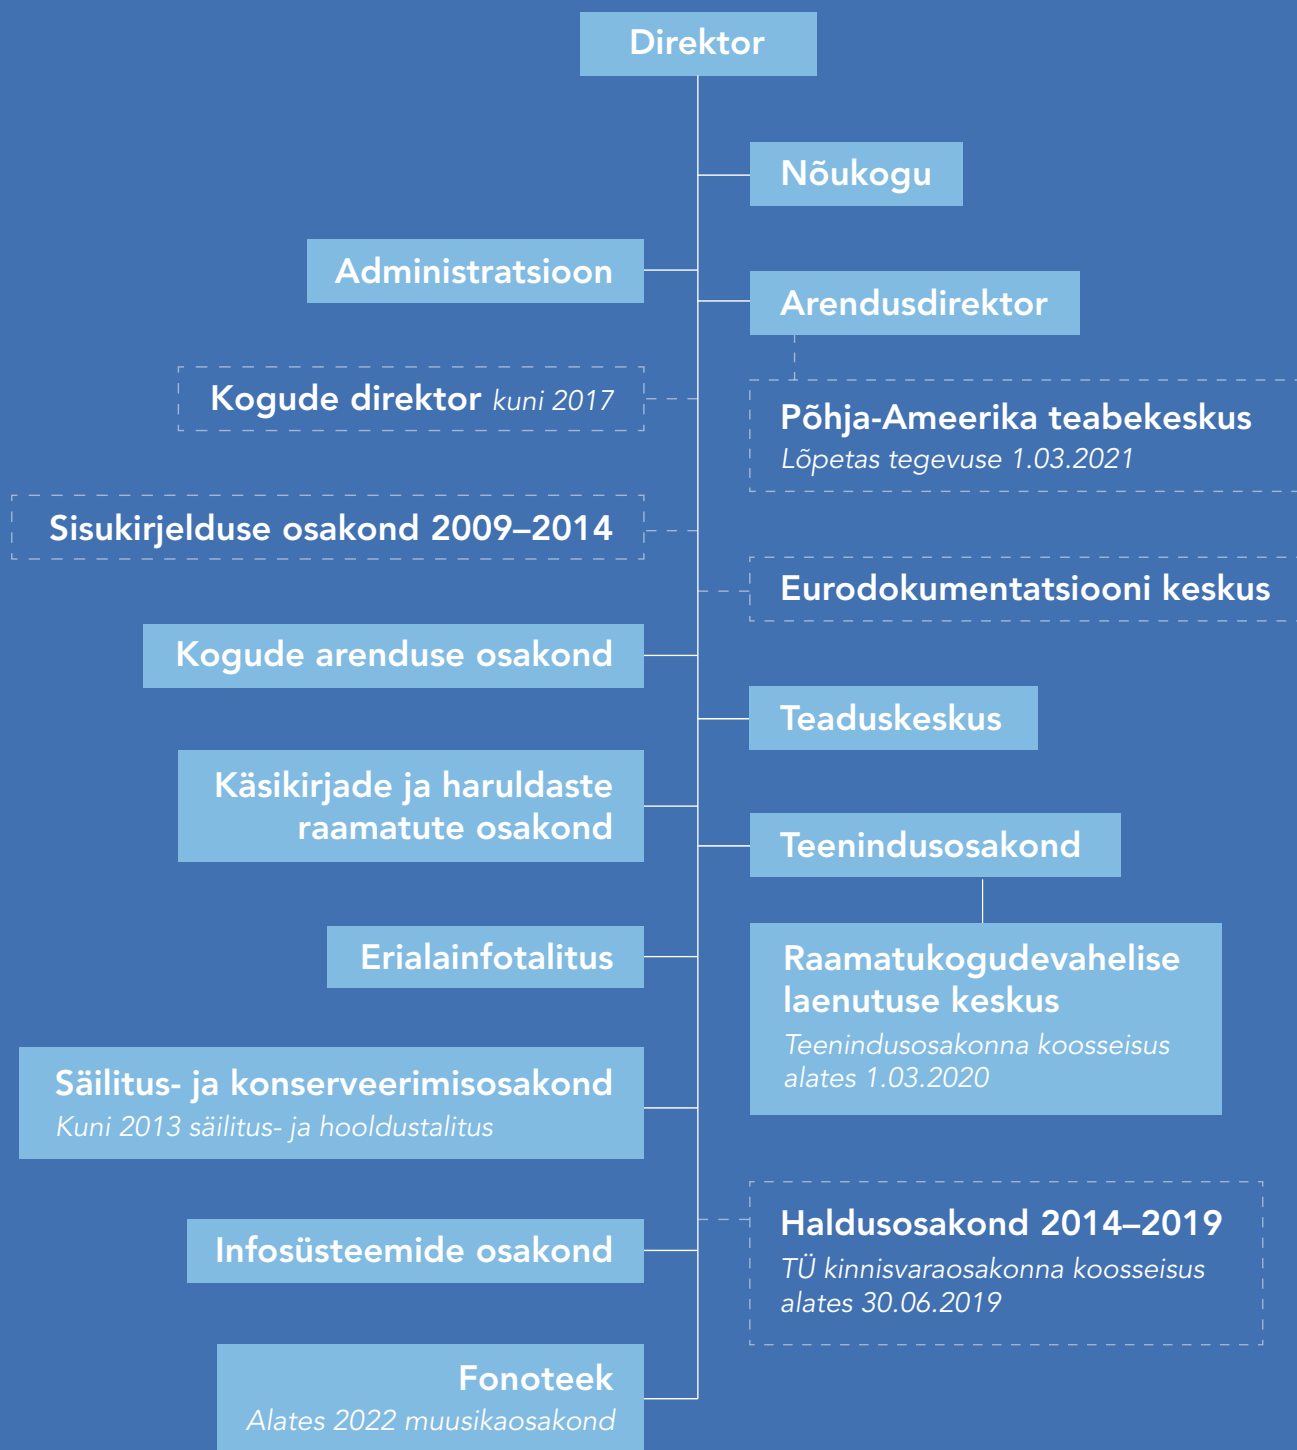 Direktor
Nõukogu
Administratsioon
Arendusdirektor
Kogude direktor kuni 2017
Põhja-Ameerika teabekeskus
Lõpetas tegevuse 1.03.2021
Sisukirjelduse osakond 2009–2014
Eurodokumentatsiooni keskus
Kogude arenduse osakond
Teaduskeskus
Käsikirjade ja haruldaste
raamatute osakond
Teenindusosakond
Erialainfotalitus
Raamatukogudevahelise
laenutuse keskus
Teenindusosakonna koosseisus
alates 1.03.2020
Säilitus- ja konserveerimisosakond
Kuni 2013 säilitus- ja hooldustalitus
Haldusosakond 2014–2019
TÜ kinnisvaraosakonna koosseisus
alates 30.06.2019
Infosüsteemide osakond
Fonoteek
Alates 2022 muusikaosakond